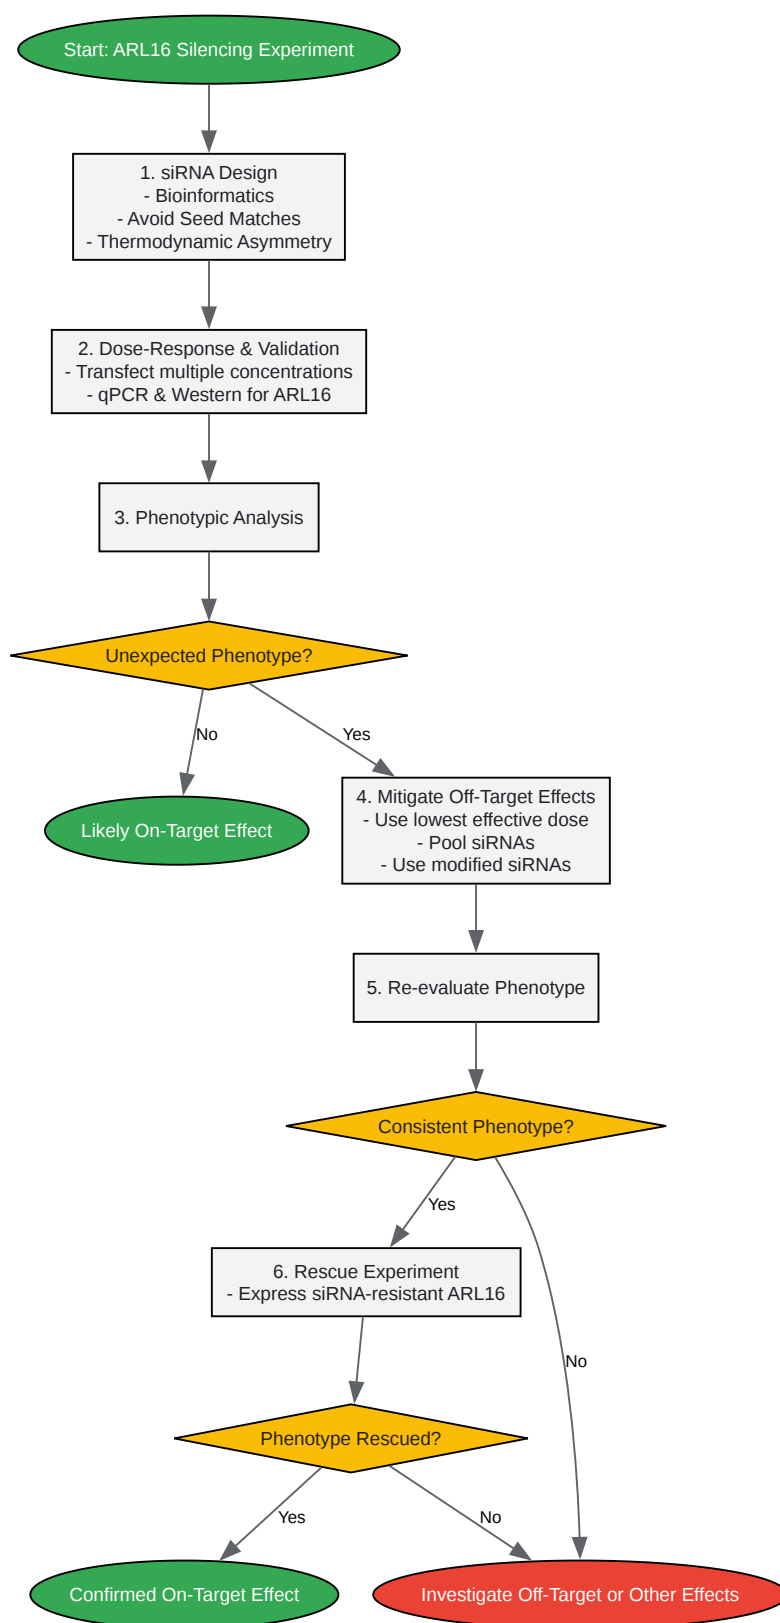 Start: ARL16 Silencing Experiment
1. siRNA Design
- Bioinformatics
- Avoid Seed Matches
- Thermodynamic Asymmetry
2. Dose-Response & Validation
- Transfect multiple concentrations
- qPCR & Western for ARL16
3. Phenotypic Analysis
Unexpected Phenotype?
No
Yes
Likely On-Target Effect
4. Mitigate Off-Target Effects
- Use lowest effective dose
- Pool siRNAs
- Use modified siRNAs
5. Re-evaluate Phenotype
Consistent Phenotype?
Yes
6. Rescue Experiment
- Express siRNA-resistant ARL16
No
Phenotype Rescued?
Yes
No
Confirmed On-Target Effect
Investigate Off-Target or Other Effects